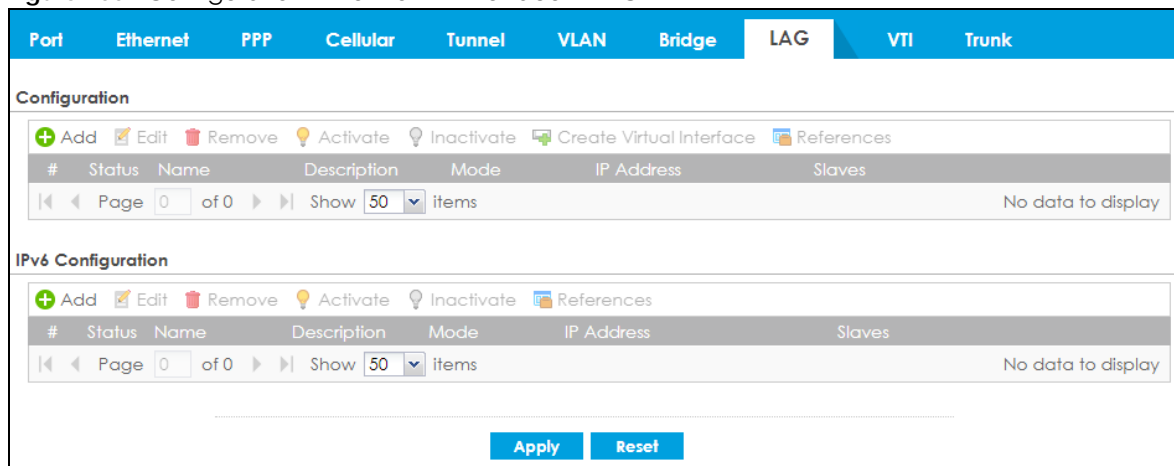 Port Ethernet PPP Cellular Tunnel VLAN Bridge LAG VTI Trunk
Configuration
Add Edit Remove Activate Inactivate Create Virtual Interface References
# Status Name Description Mode IP Address Slaves
Page 0 of 0 Show 50 items No data to display
IPv6 Configuration
Add Edit Remove Activate Inactivate References
# Status Name Description Mode IP Address Slaves
Page 0 of 0 Show 50 items No data to display
Apply Reset